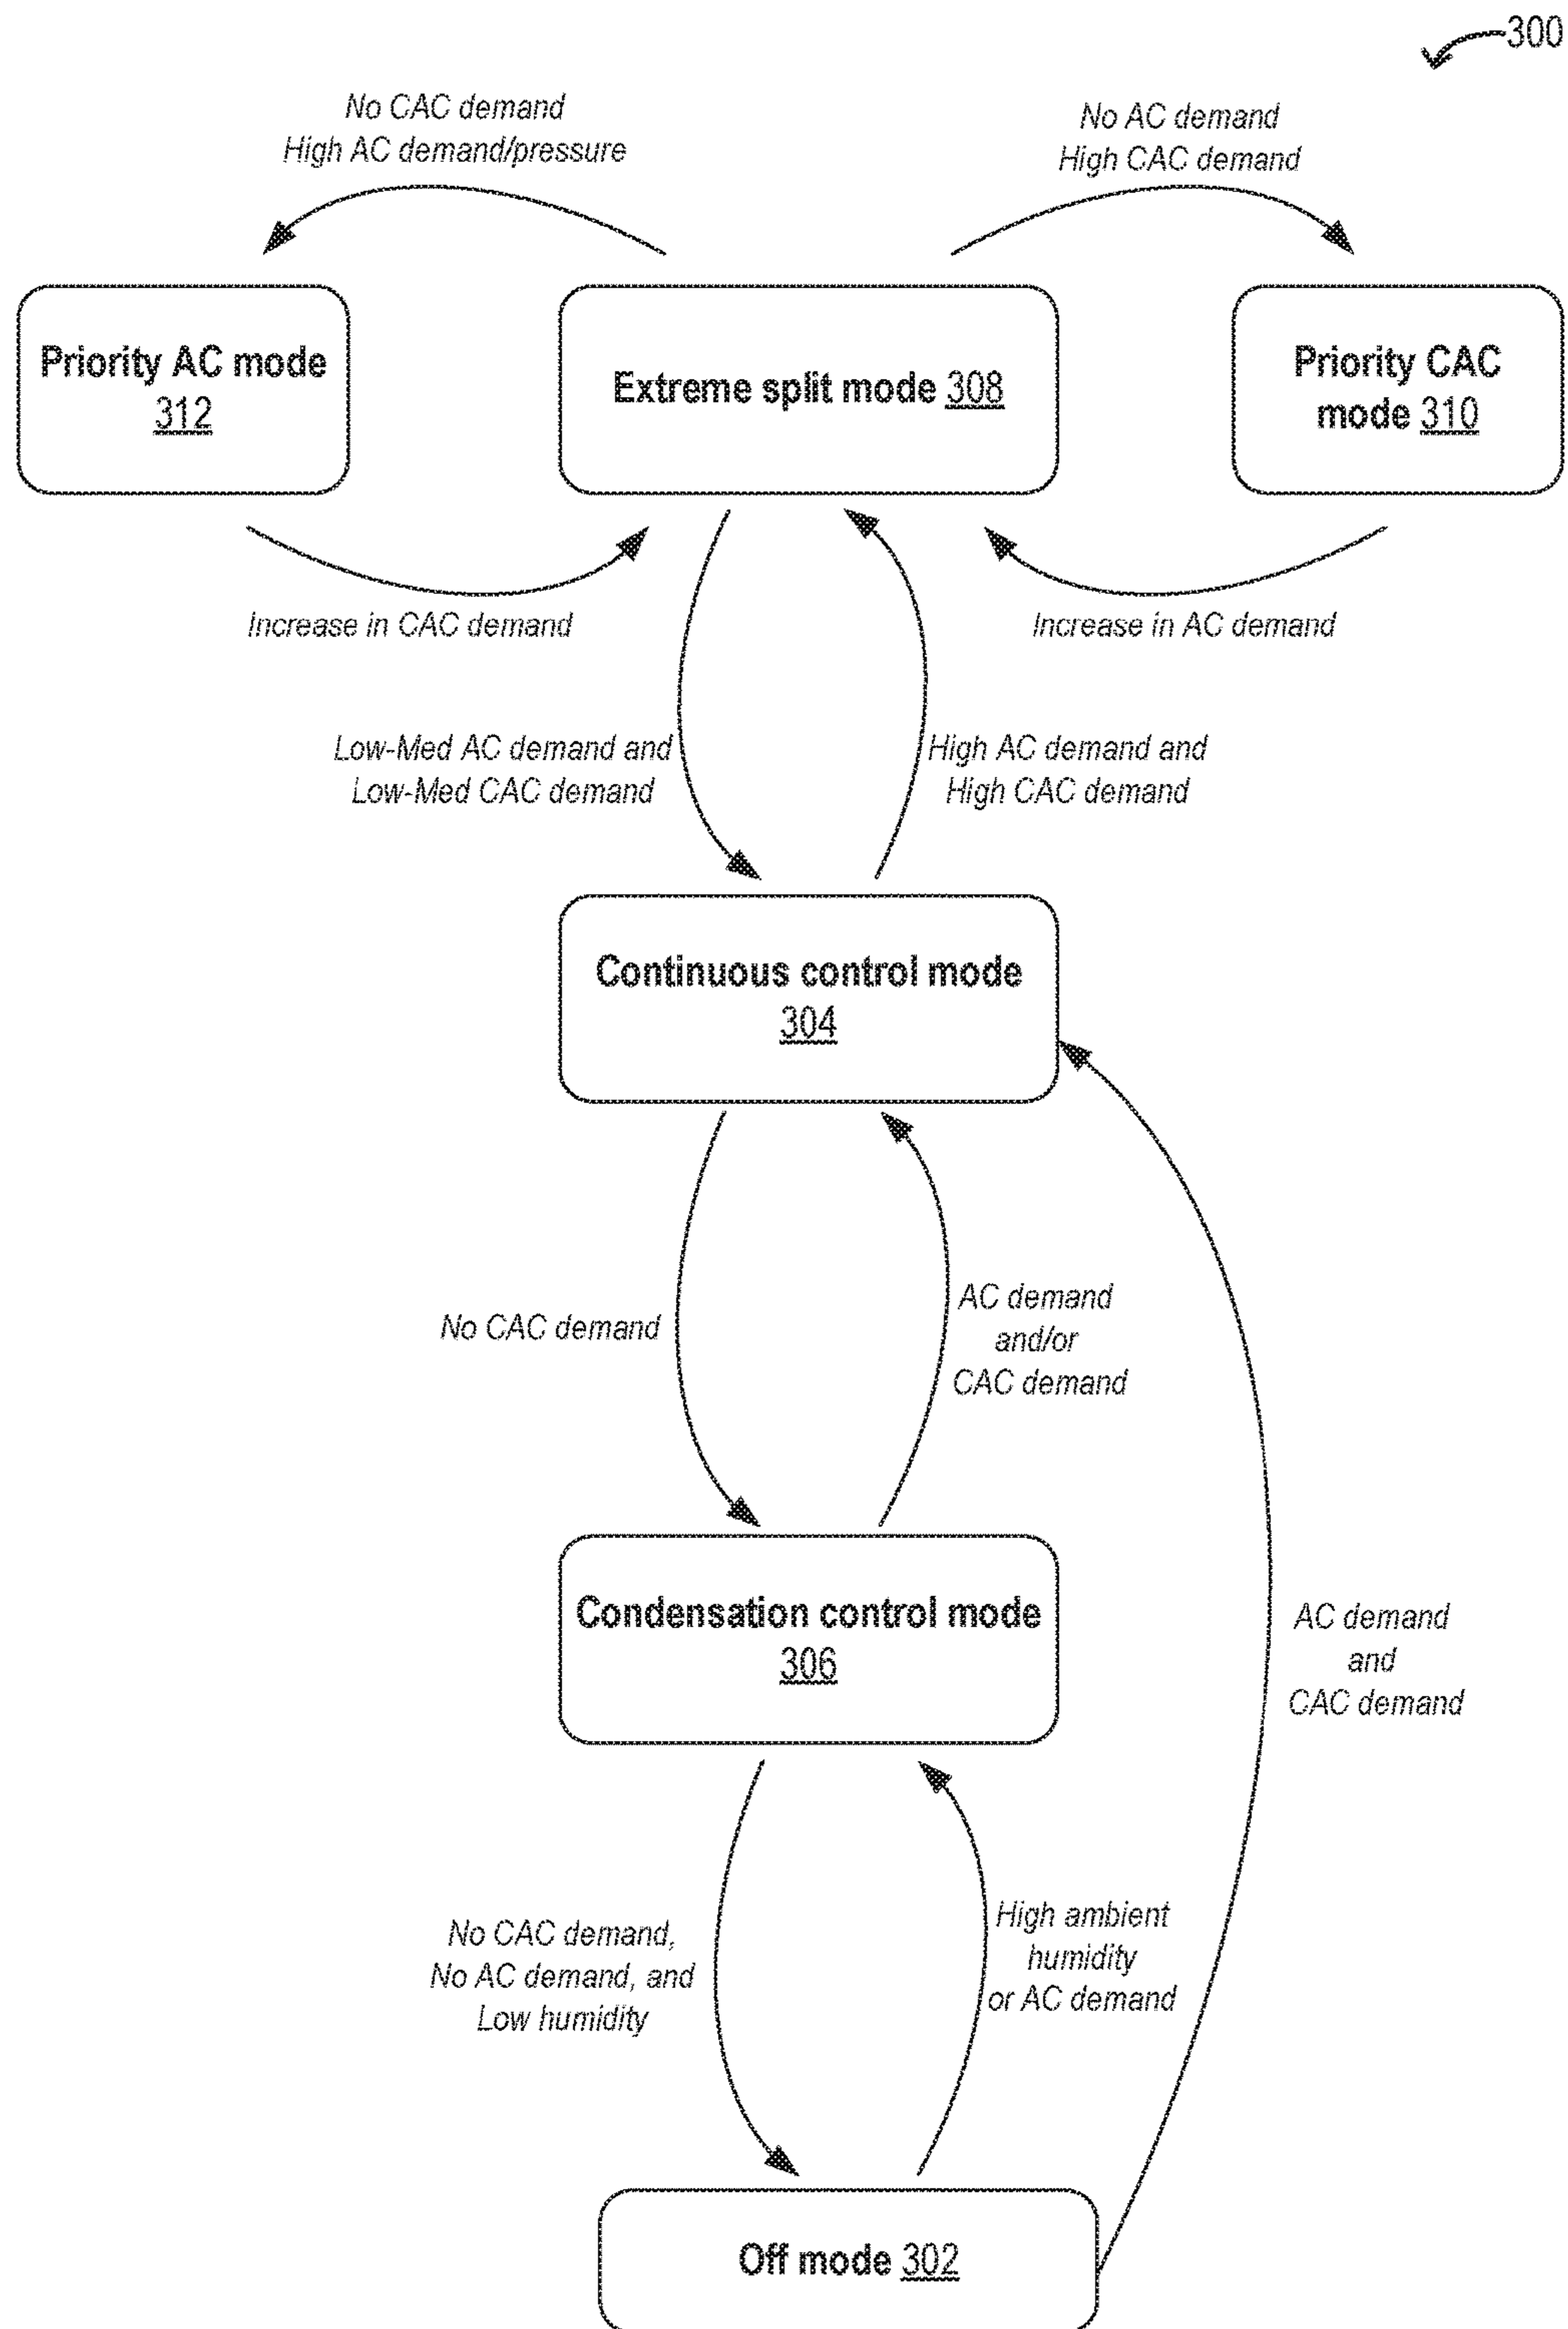 300
No CAC demand
High AC demand/pressure
No AC demand
High CAC demand
Priority AC mode
312
Extreme split mode 308
Priority CAC
mode 310
Increase in CAC demand
Increase in AC demand
Low-Med AC demand and
Low-Med CAC demand
High AC demand and
High CAC demand
Continuous control mode
304
No CAC demand
AC demand
and/or
CAC demand
Condensation control mode
306
AC demand
and
CAC demand
No CAC demand,
No AC demand, and
Low humidity
High ambient
humidity
or AC demand
Off mode 302